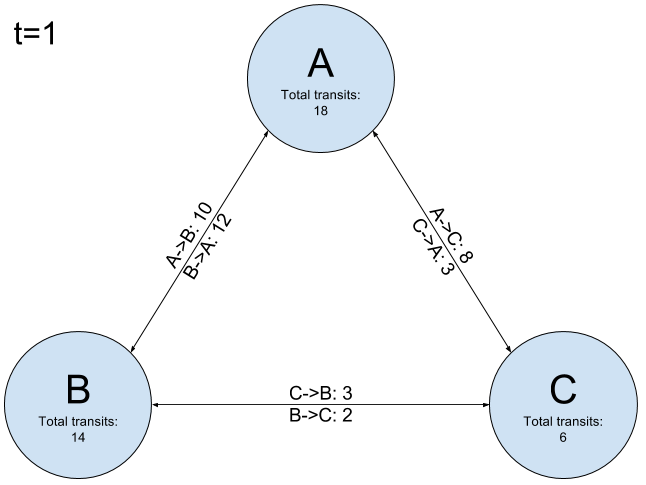 t=1
A
Total transits:
18
A->B: 10
B->A: 12
A->C: 8
C->A: 3
B
Total transits:
14
C->B: 3
B->C: 2
C
Total transits:
6